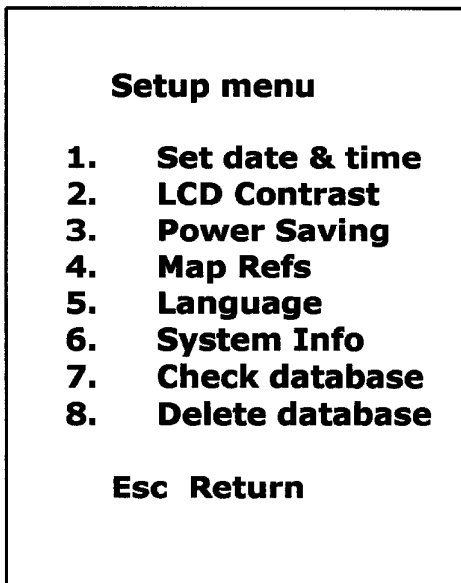 Setup menu
1. Set date & time
2. LCD Contrast
3. Power Saving
4. Map Refs
5. Language
6. System Info
7. Check database
8. Delete database
Esc Return